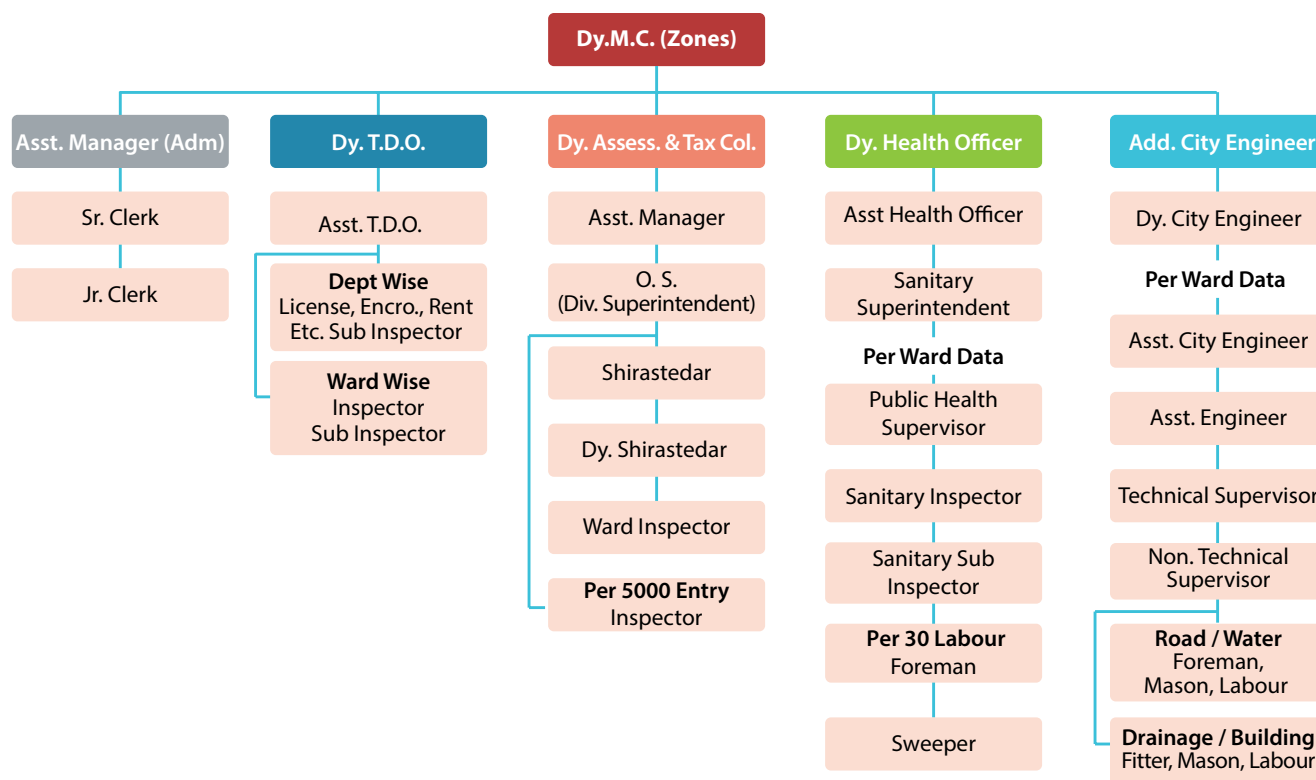 Dy.M.C. (Zones)
Asst. Manager (Adm)
Sr. Clerk
Jr. Clerk
Dy. T.D.O.
Asst. T.D.O.
Dept Wise
License, Encro., Rent
Etc. Sub Inspector
Ward Wise
Inspector
Sub Inspector
Dy. Assess. & Tax Col.
Asst. Manager
O. S.
(Div. Superintendent)
Shirastedar
Dy. Shirastedar
Ward Inspector
Per 5000 Entry
Inspector
Dy. Health Officer
Asst Health Officer
Sanitary
Superintendent
Per Ward Data
Public Health
Supervisor
Sanitary Inspector
Sanitary Sub
Inspector
Per 30 Labour
Foreman
Sweeper
Add. City Engineer
Dy. City Engineer
Per Ward Data
Asst. City Engineer
Asst. Engineer
Technical Supervisor
Non. Technical
Supervisor
Road / Water
Foreman,
Mason, Labour
Drainage / Building
Fitter, Mason, Labour